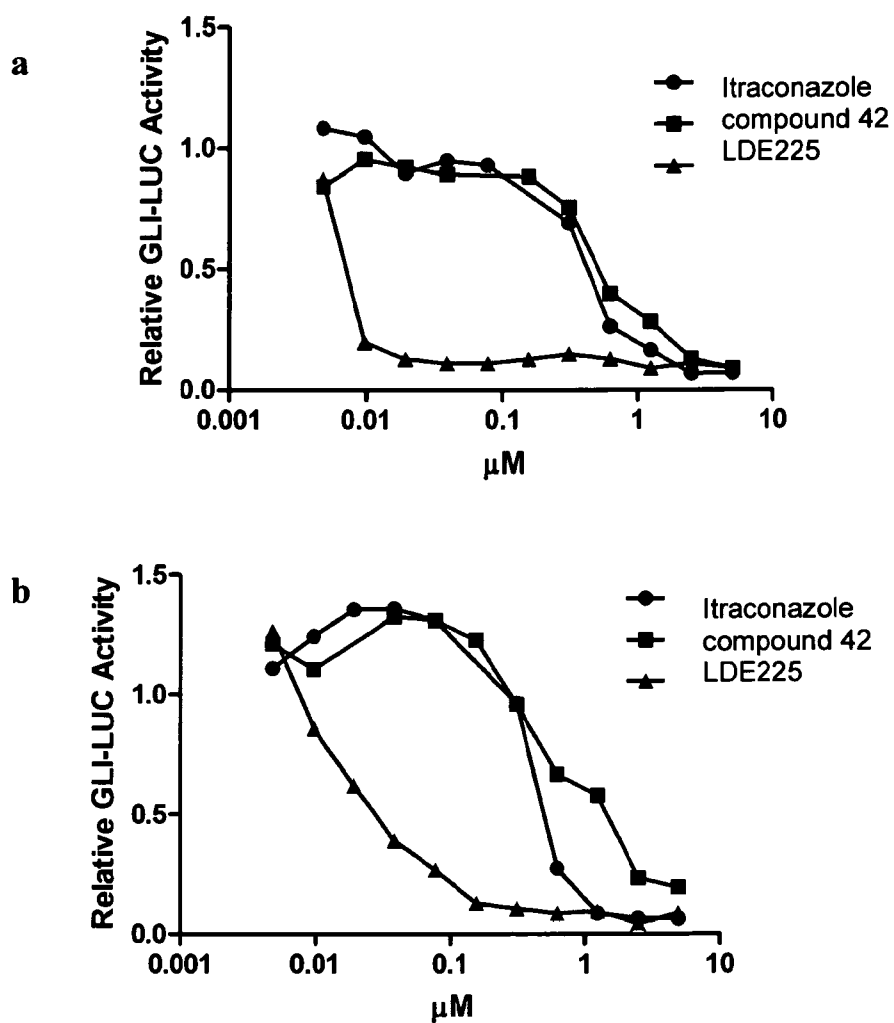 a
Relative GLI-LUC Activity
1.5
1.0
0.5
0.0
0.001
0.01
0.1
1
10
µM
Itraconazole
compound 42
LDE225
b
Relative GLI-LUC Activity
1.5
1.0
0.5
0.0
0.001
0.01
0.1
1
10
µM
Itraconazole
compound 42
LDE225